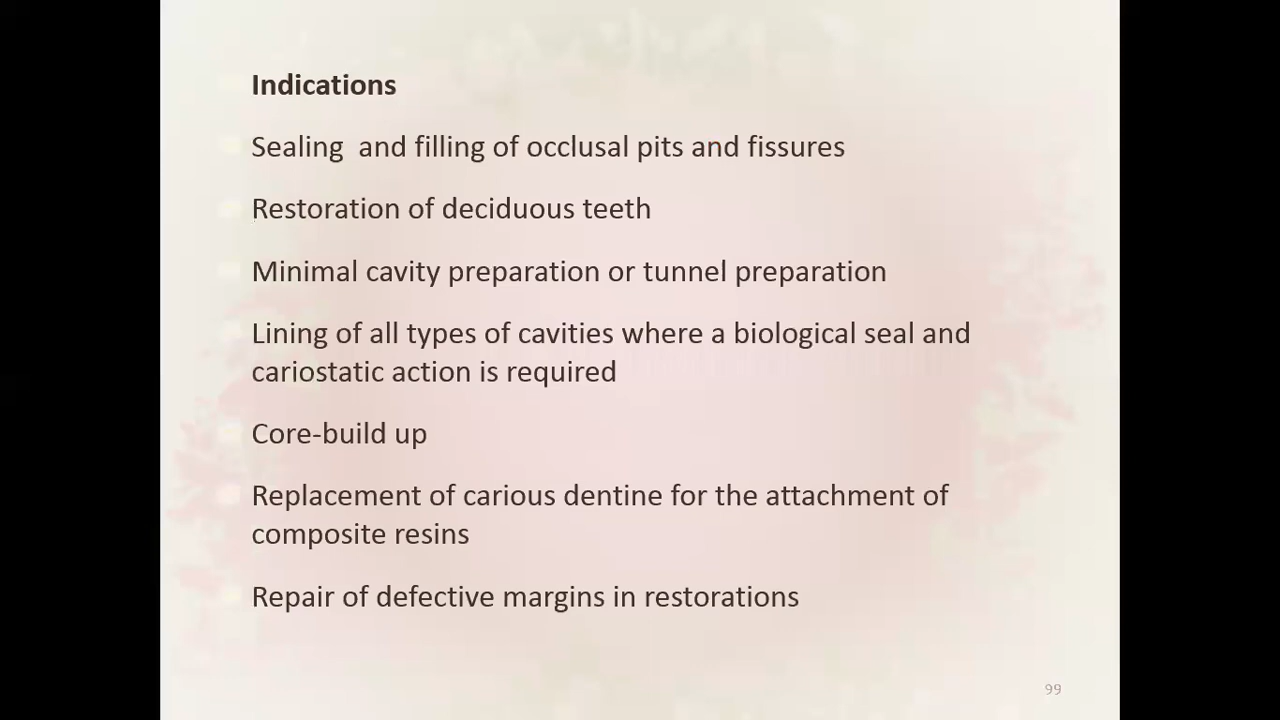 Indications
Sealing  and filling of occlusal pits and fissures
Restoration of deciduous teeth
Minimal cavity preparation or tunnel preparation
Lining of all types of cavities where a biological seal and
cariostatic action is required
Core-build up
Replacement of carious dentine for the attachment of
composite resins
Repair of defective margins in restorations
99